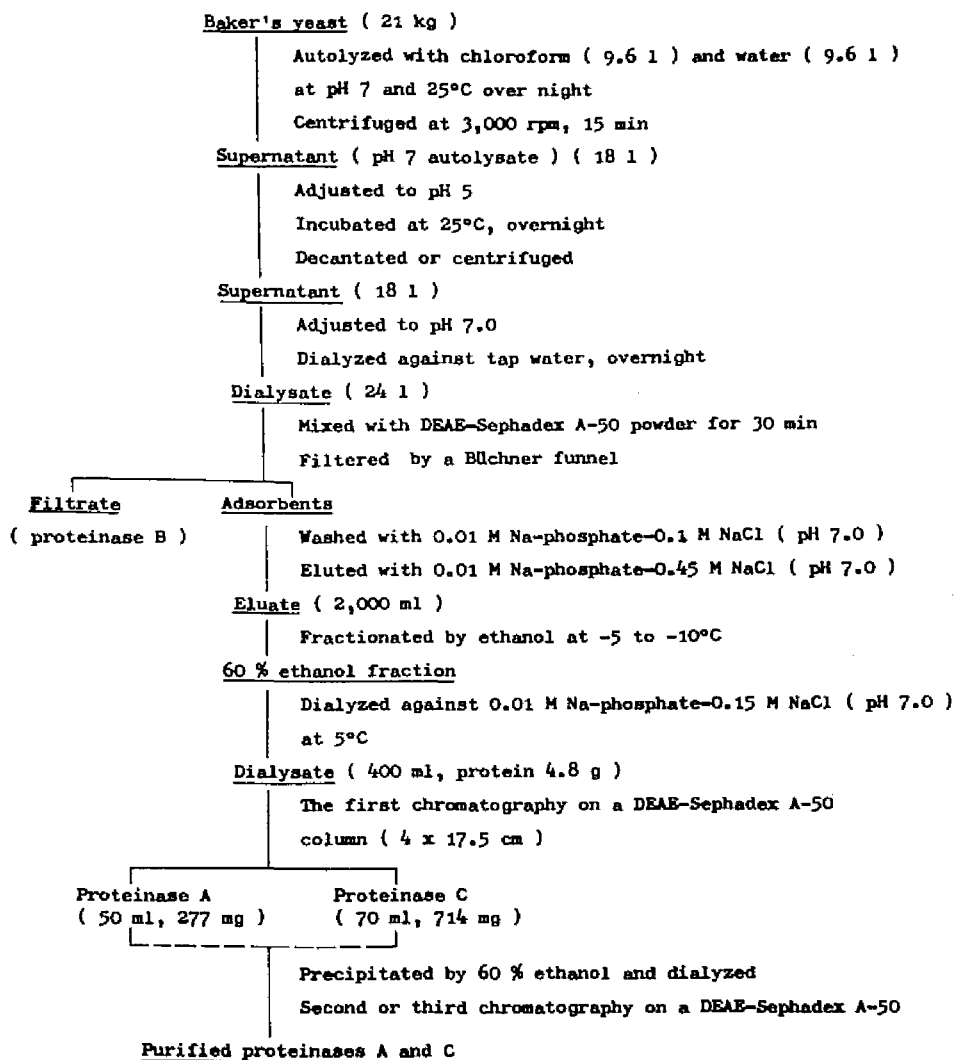 Baker's yeast ( 21 kg )
Autolyzed with chloroform ( 9.6 l ) and water ( 9.6 l )
at pH 7 and 25°C over night
Centrifuged at 3,000 rpm, 15 min
Supernatant ( pH 7 autolysate ) ( 18 l )
Adjusted to pH 5
Incubated at 25°C, overnight
Decantated or centrifuged
Supernatant ( 18 l )
Adjusted to pH 7.0
Dialyzed against tap water, overnight
Dialysate ( 24 l )
Mixed with DEAE-Sephadex A-50 powder for 30 min
Filtered by a Büchner funnel
Filtrate Adsorbents
( proteinase B ) Washed with 0.01 M Na-phosphate-0.1 M NaCl ( pH 7.0 )
Eluted with 0.01 M Na-phosphate-0.45 M NaCl ( pH 7.0 )
Eluate ( 2,000 ml )
Fractionated by ethanol at -5 to -10°C
60 % ethanol fraction
Dialyzed against 0.01 M Na-phosphate-0.15 M NaCl ( pH 7.0 )
at 5°C
Dialysate ( 400 ml, protein 4.8 g )
The first chromatography on a DEAE-Sephadex A-50
column ( 4 x 17.5 cm )
Proteinase A Proteinase C
( 50 ml, 277 mg ) ( 70 ml, 714 mg )
Precipitated by 60 % ethanol and dialyzed
Second or third chromatography on a DEAE-Sephadex A-50
Purified proteinases A and C